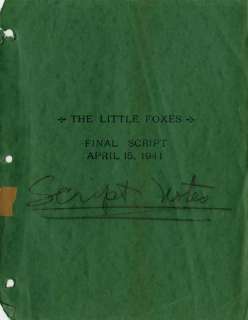 ✢ THE LITTLE FOXES ✢
FINAL SCRIPT
APRIL 15, 1941
Script Notes